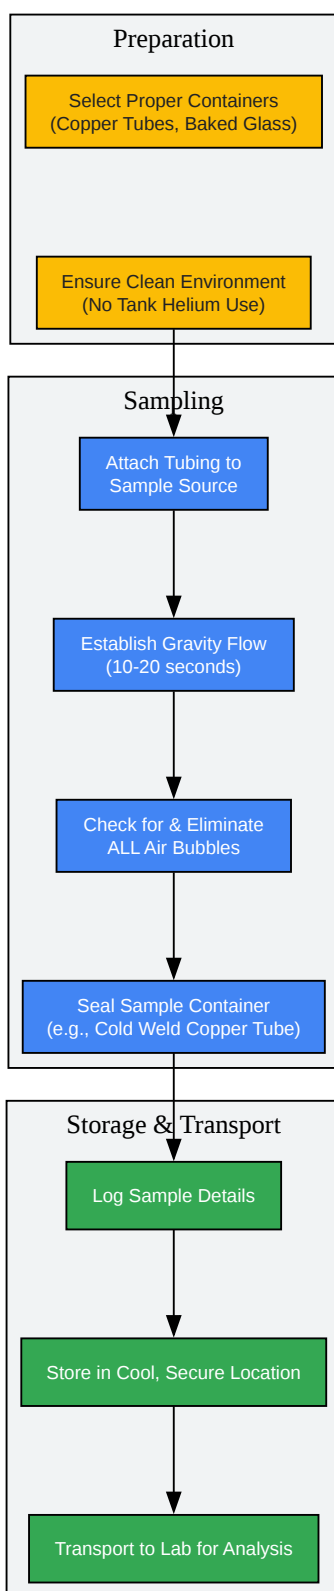 Preparation
Select Proper Containers
(Copper Tubes, Baked Glass)
Ensure Clean Environment
(No Tank Helium Use)
Sampling
Attach Tubing to
Sample Source
Establish Gravity Flow
(10-20 seconds)
Check for & Eliminate
ALL Air Bubbles
Seal Sample Container
(e.g., Cold Weld Copper Tube)
Storage & Transport
Log Sample Details
Store in Cool, Secure Location
Transport to Lab for Analysis